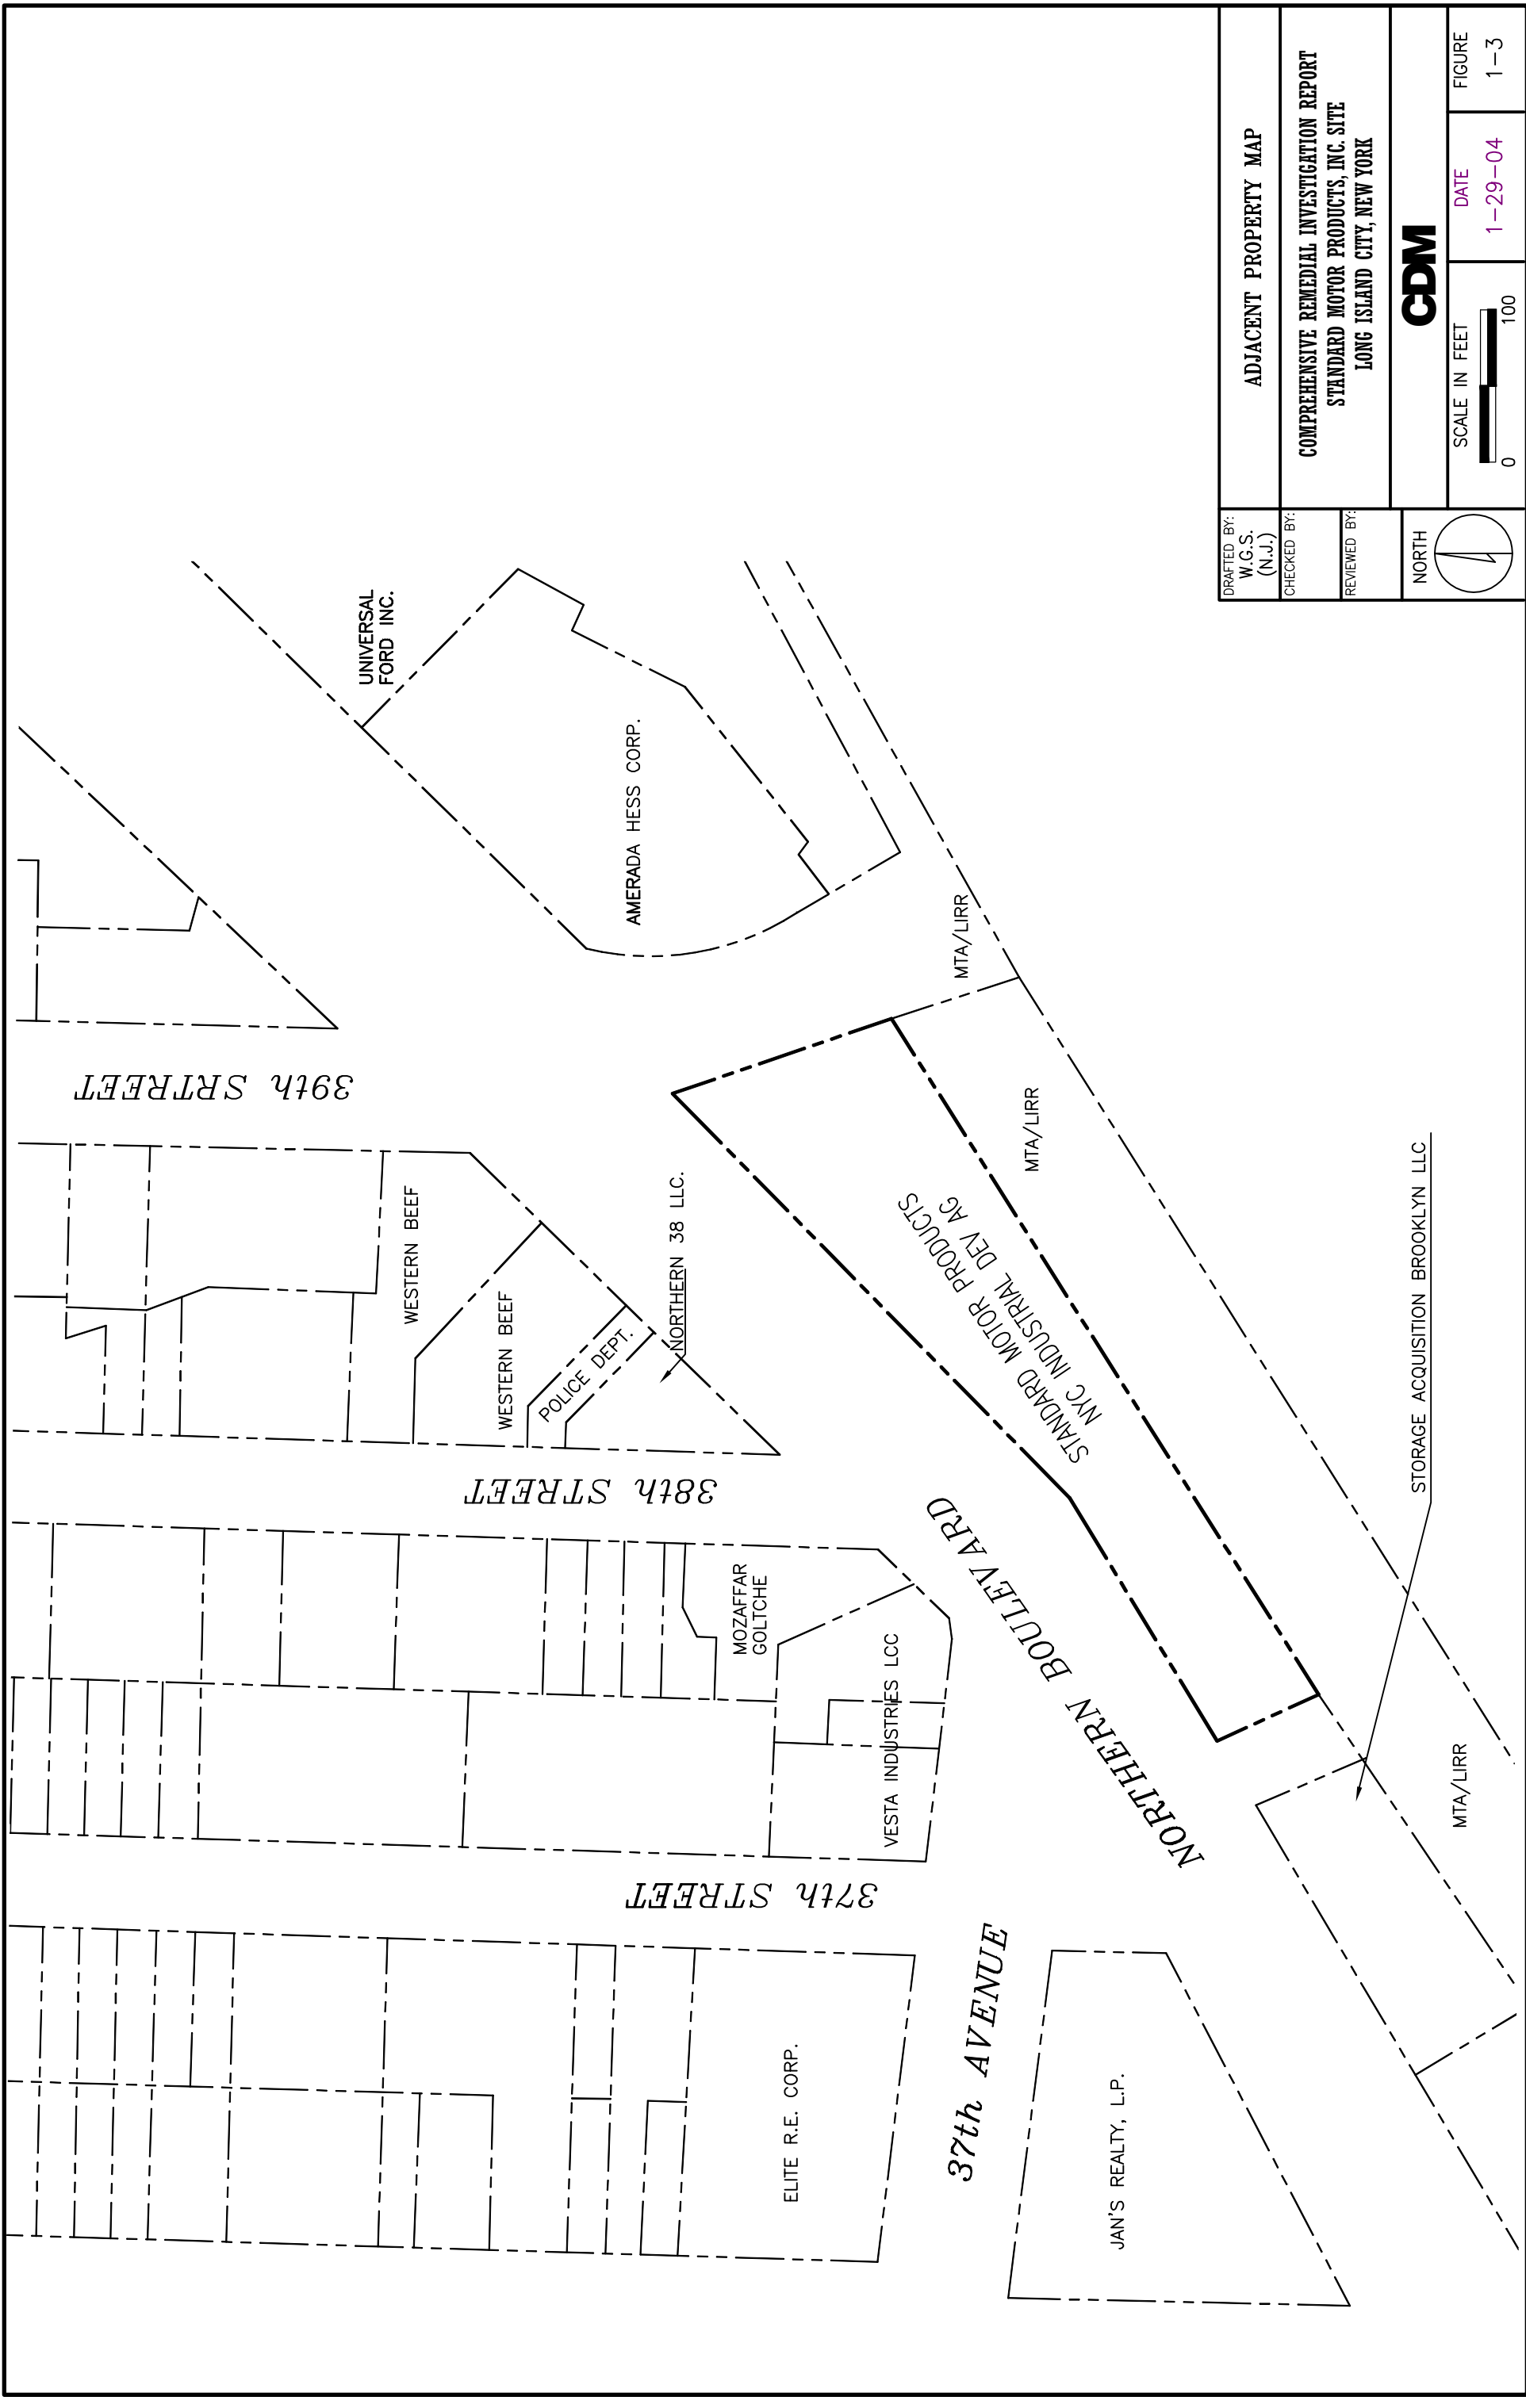 39th SRTREET
38th STREET
37th STREET
37th AVENUE
NORTHERN BOULEVARD
UNIVERSAL
FORD INC.
AMERADA HESS CORP.
MTA/LIRR
MTA/LIRR
WESTERN BEEF
WESTERN BEEF
POLICE DEPT.
NORTHERN 38 LLC.
STANDARD MOTOR PRODUCTS
NYC INDUSTRIAL DEV AC
MOZAFFAR
GOLTCHE
VESTA INDUSTRIES LCC
STORAGE ACQUISITION BROOKLYN LLC
MTA/LIRR
ELITE R.E. CORP.
JAN'S REALTY, L.P.
DRAFTED BY:
W.G.S.
(N.J.)
CHECKED BY:
REVIEWED BY:
NORTH
ADJACENT PROPERTY MAP
COMPREHENSIVE REMEDIAL INVESTIGATION REPORT
STANDARD MOTOR PRODUCTS, INC. SITE
LONG ISLAND CITY, NEW YORK
CDM
SCALE IN FEET
0 100
DATE
1-29-04
FIGURE
1-3